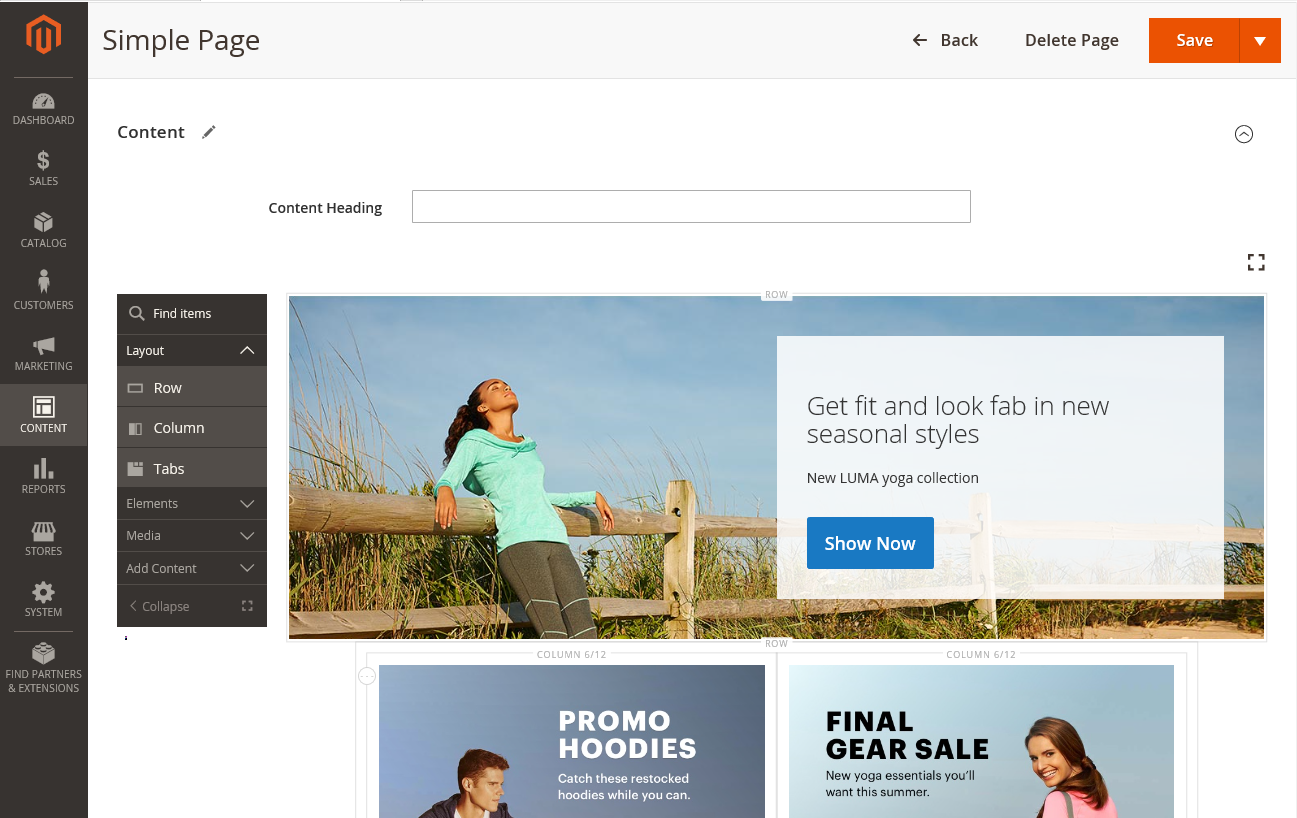 Simple Page
Back
Delete Page
Save
DASHBOARD
SALES
CATALOG
CUSTOMERS
MARKETING
CONTENT
REPORTS
STORES
SYSTEM
FIND PARTNERS
& EXTENSIONS
Content
Content Heading
Find items
Layout
Row
Column
Tabs
Elements
Media
Add Content
Collapse
ROW
Get fit and look fab in new
seasonal styles
New LUMA yoga collection
Show Now
ROW
COLUMN 6/12
PROMO
HOODIES
Catch these restocked
hoodies while you can.
COLUMN 6/12
FINAL
GEAR SALE
New yoga essentials you’ll
want this summer.